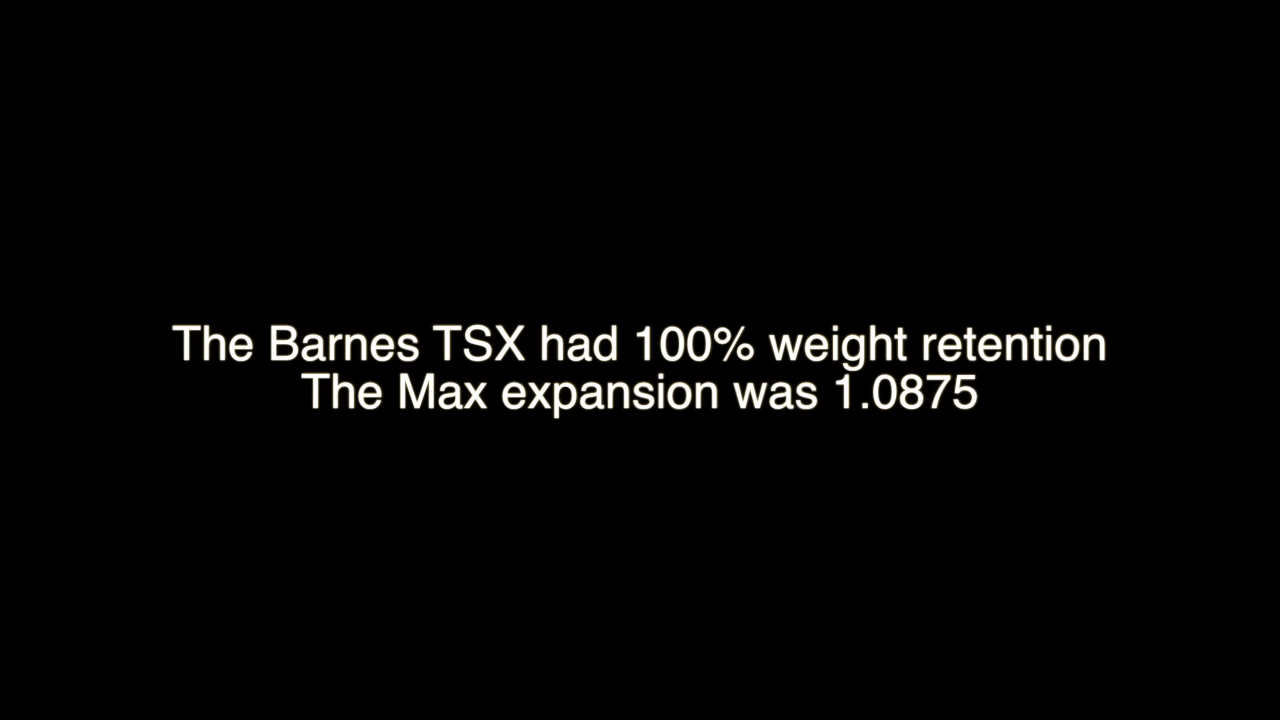 The Barnes TSX had 100% weight retention
The Max expansion was 1.0875